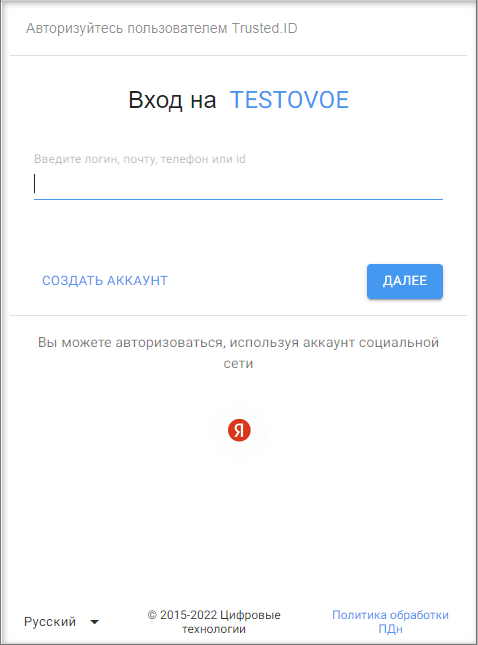 Авторизуйтесь пользователем Trusted.ID
Вход на TESTOVOE
Введите логин, почту, телефон или id
СОЗДАТЬ АККАУНТ
ДАЛЕЕ
Вы можете авторизоваться, используя аккаунт социальной
сети
Я
Русский
© 2015-2022 Цифровые
технологии
Политика обработки
ПДн